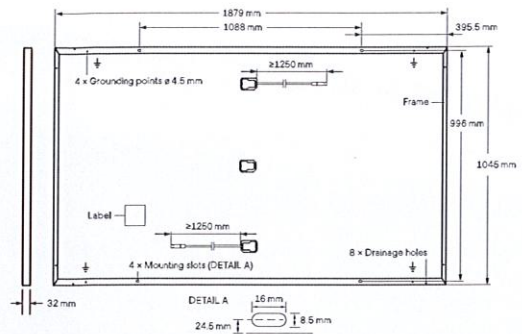 1879 mm
1088 mm
395.5 mm
4 x Grounding points ø 4.5 mm
≥1250 mm
Frame
996 mm
1045 mm
Label
≥1250 mm
4 x Mounting slots (DETAIL A)
8 x Drainage holes
32 mm
DETAIL A
16 mm
24.5 mm
8.5 mm